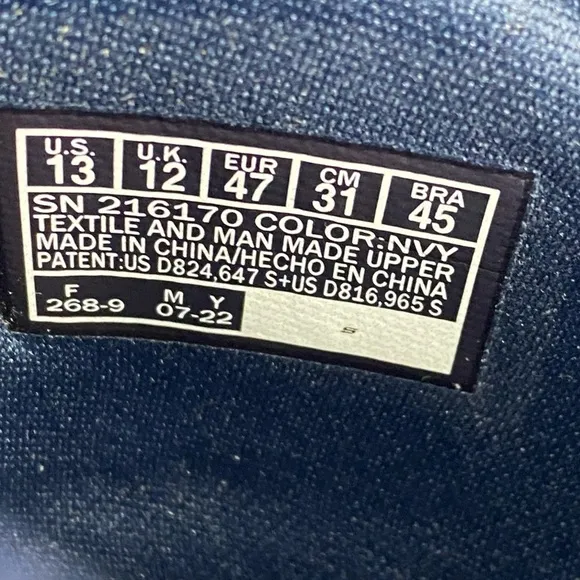 U.S. U.K. EUR CM BRA
13 12 47 31 45
SN 216170 COLOR:NVY
TEXTILE AND MAN MADE UPPER
MADE IN CHINA/HECHO EN CHINA
PATENT:US D824,647 S+US D816,965 S
F M Y
268-9 07-22
S